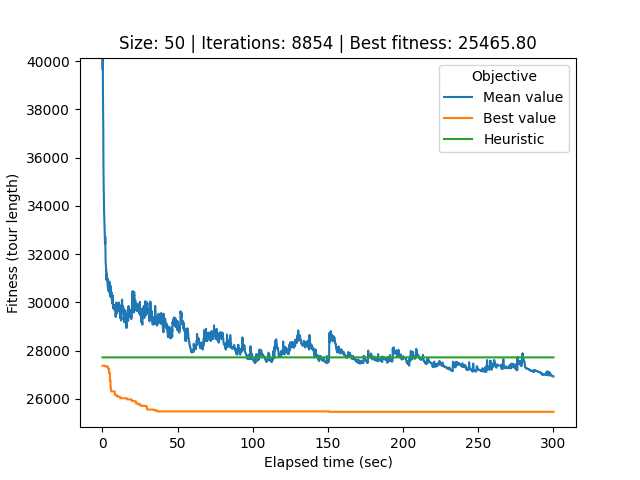 Size: 50 | Iterations: 8854 | Best fitness: 25465.80
40000
38000
36000
34000
32000
30000
28000
26000
Fitness (tour length)
Objective
Mean value
Best value
Heuristic
0 50 100 150 200 250 300
Elapsed time (sec)